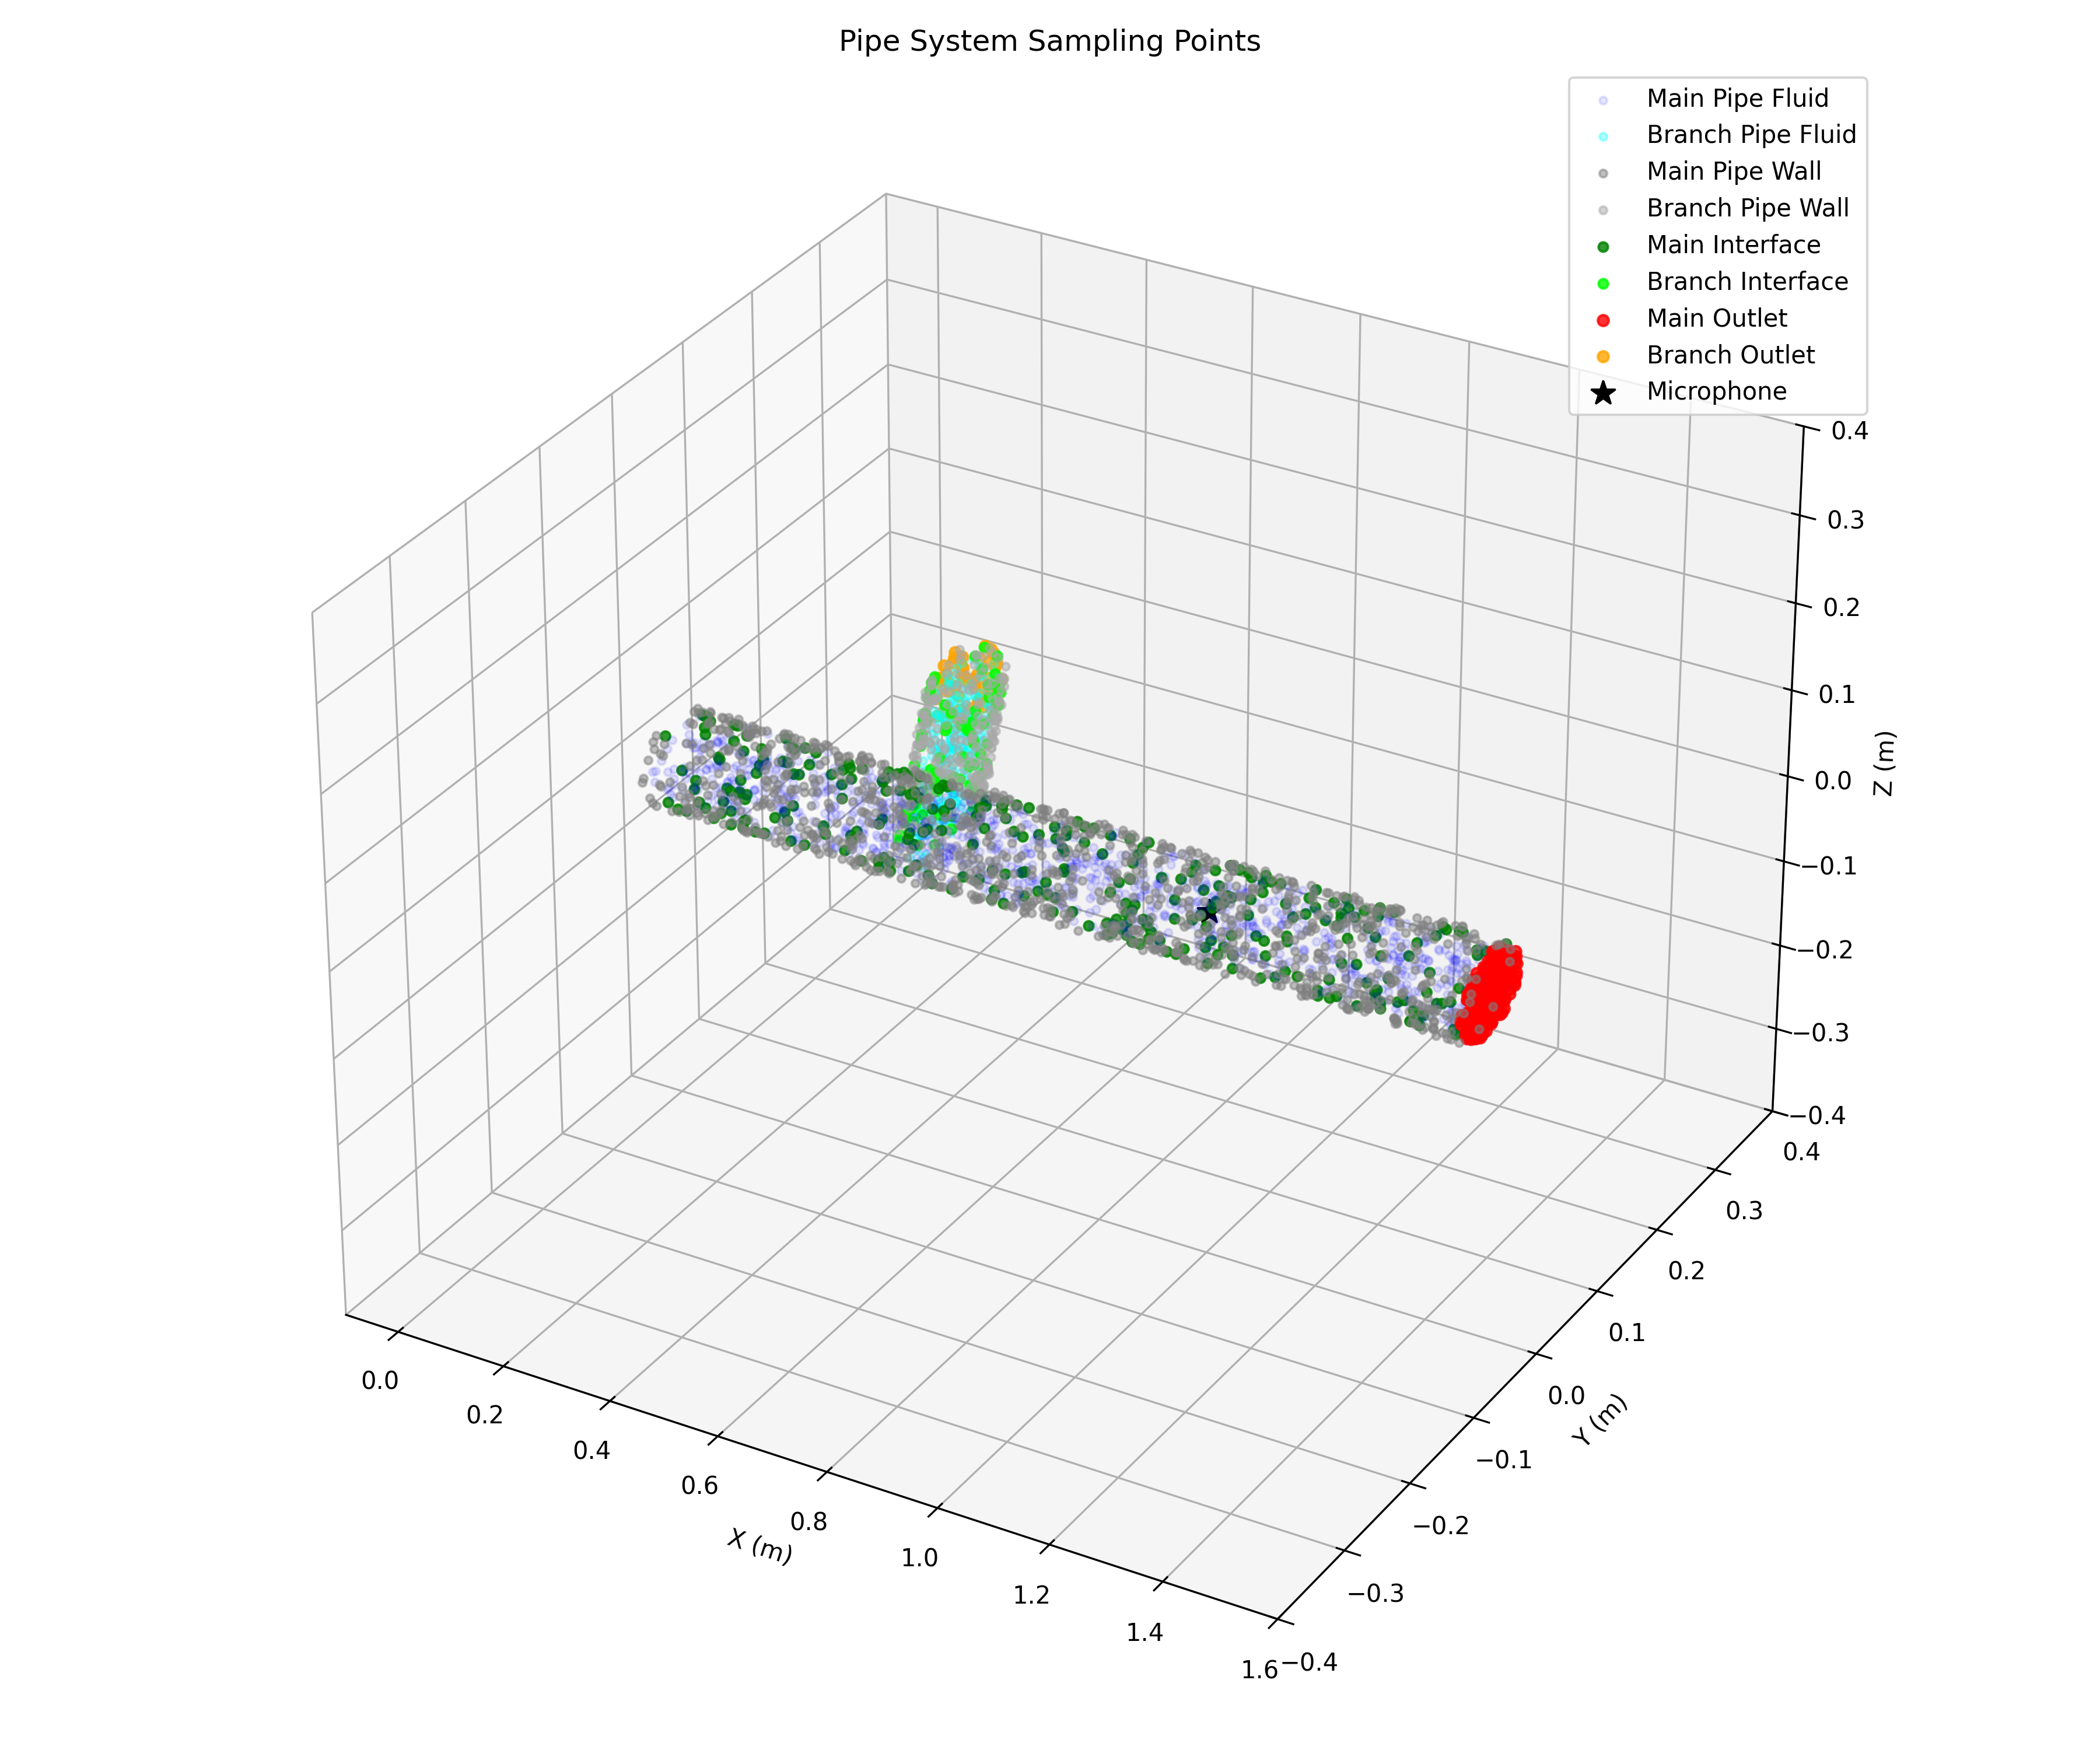 Pipe System Sampling Points
Main Pipe Fluid
Branch Pipe Fluid
Main Pipe Wall
Branch Pipe Wall
Main Interface
Branch Interface
Main Outlet
Branch Outlet
Microphone
0.4
0.3
0.2
0.1
0.0
−0.1
−0.2
−0.3
−0.4
Z (m)
0.4
0.3
0.2
0.1
0.0
−0.1
−0.2
−0.3
−0.4
Y (m)
0.0
0.2
0.4
0.6
0.8
1.0
1.2
1.4
1.6
X (m)